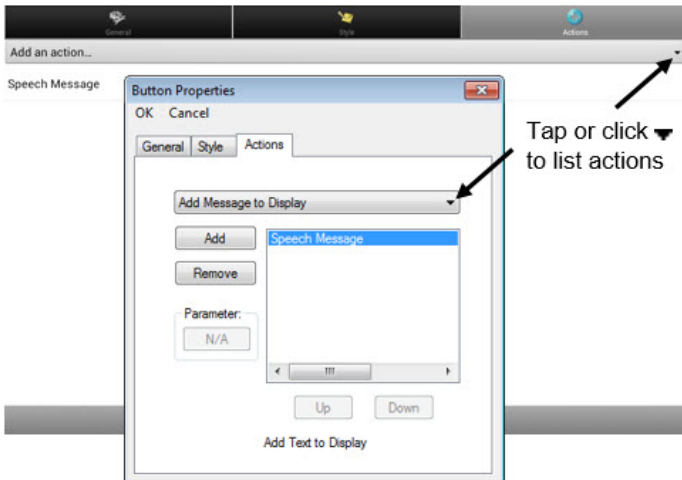 General
Style
Actions
Add an action...
Speech Message
Button Properties
OK Cancel
General Style Actions
Tap or click
to list actions
Add Message to Display
Add
Speech Message
Remove
Parameter:
N/A
Up Down
Add Text to Display